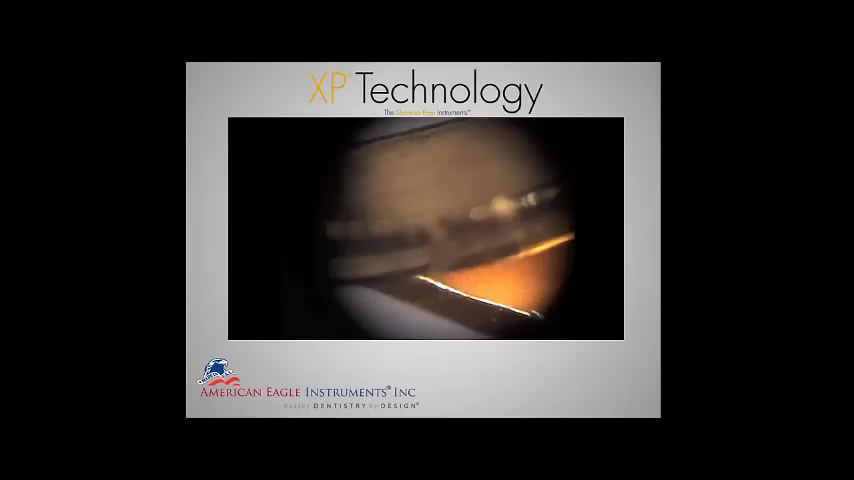 XP® Technology
The Sharpen-Free Instruments™
AMERICAN EAGLE INSTRUMENTS® INC
Better DENTISTRY by DESIGN®